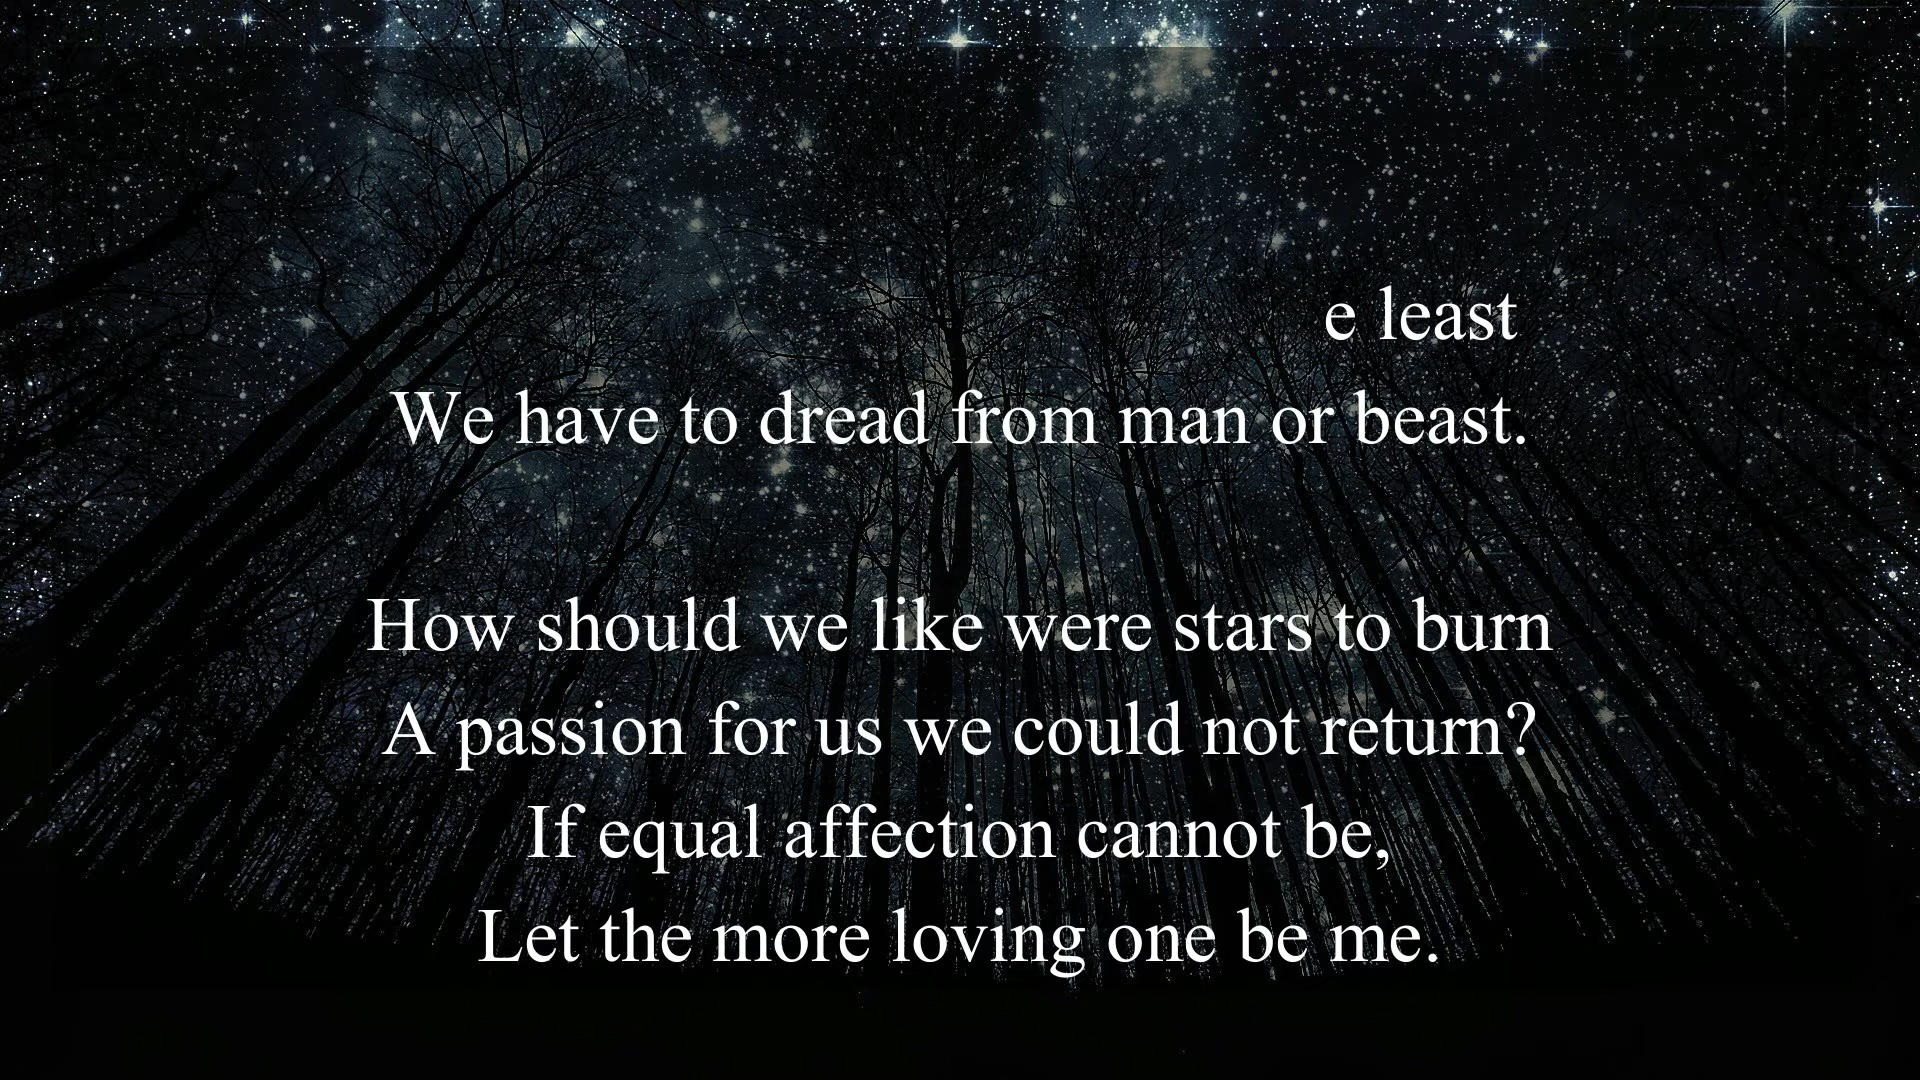 e least
We have to dread from man or beast.
How should we like were stars to burn
A passion for us we could not return?
If equal affection cannot be,
Let the more loving one be me.